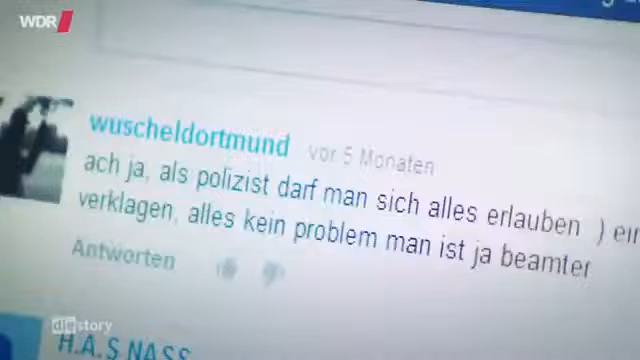 WDR
wuscheldortmund vor 5 Monaten
ach ja, als polizist darf man sich alles erlauben :) ein
verklagen, alles kein problem man ist ja beamter
Antworten
die story
H.A.S NASS